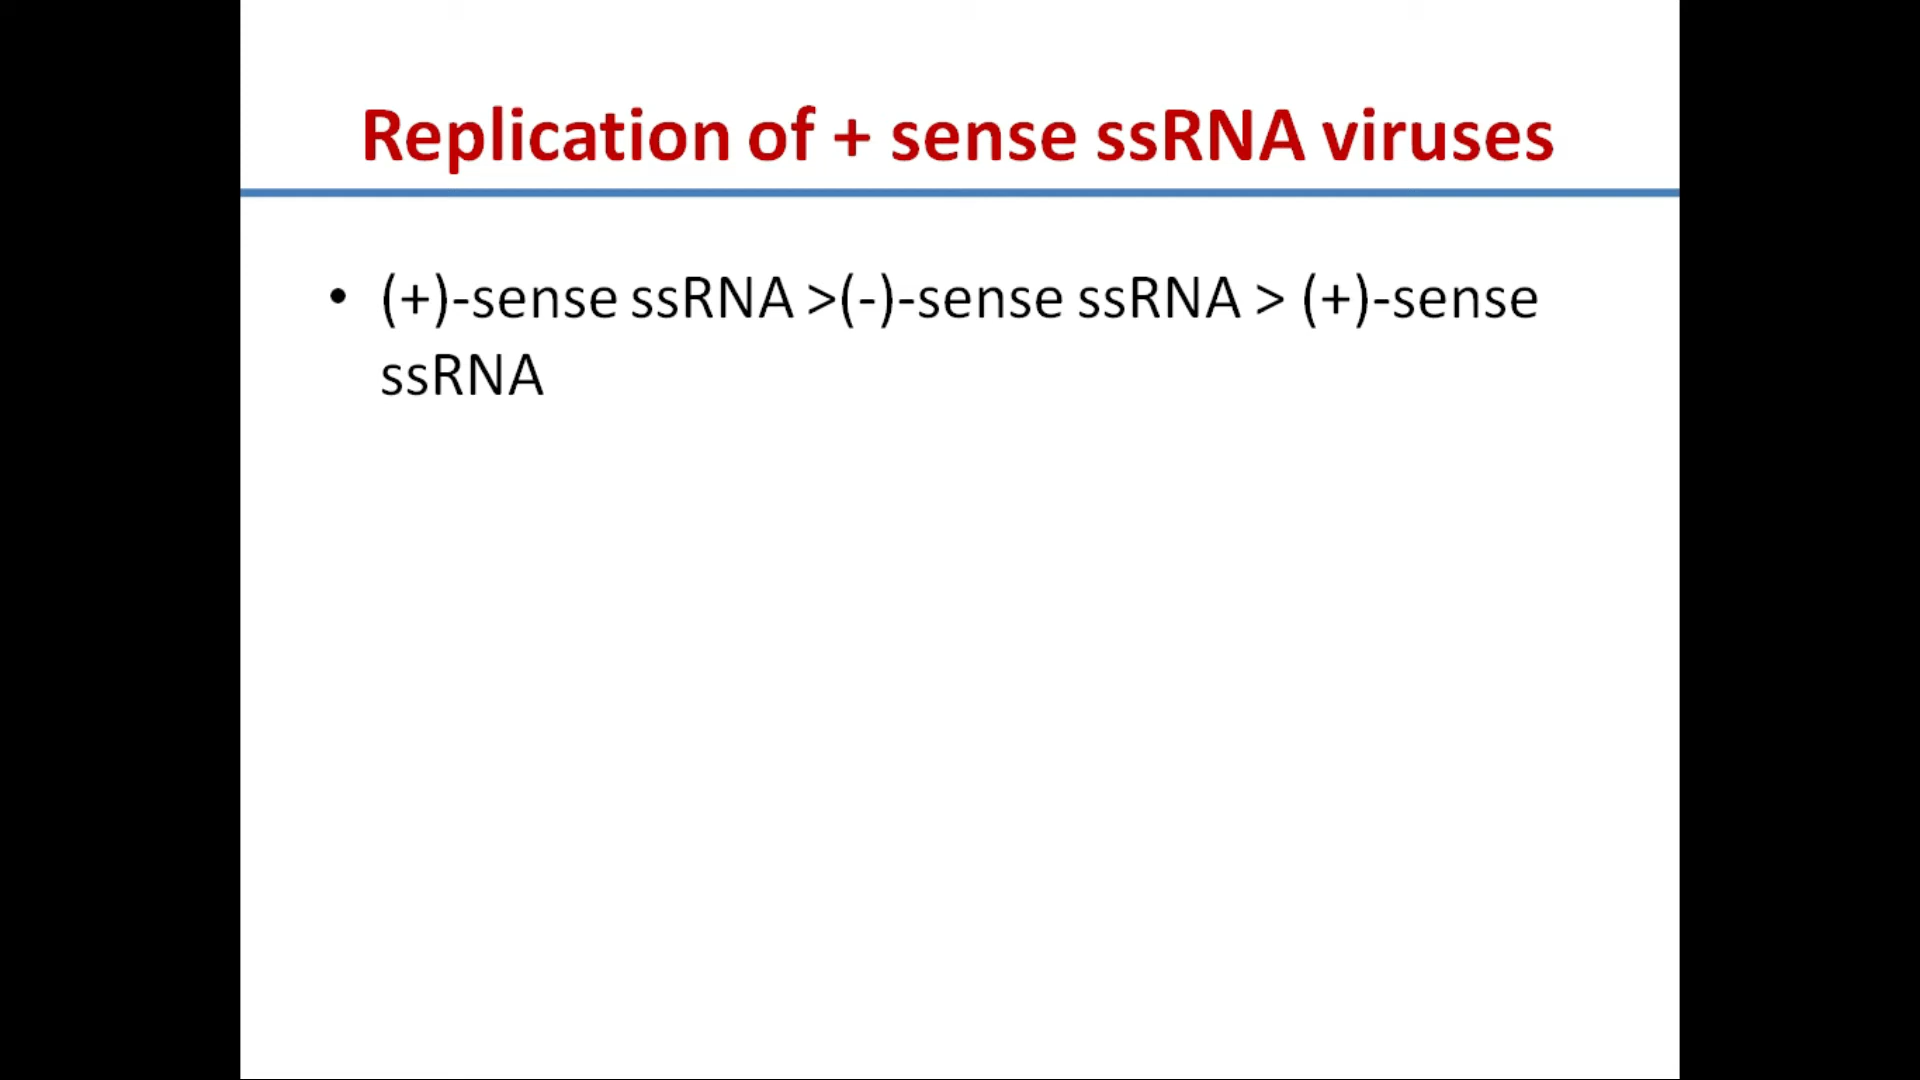 Replication of + sense ssRNA viruses
• (+)-sense ssRNA >(-)-sense ssRNA > (+)-sense
ssRNA